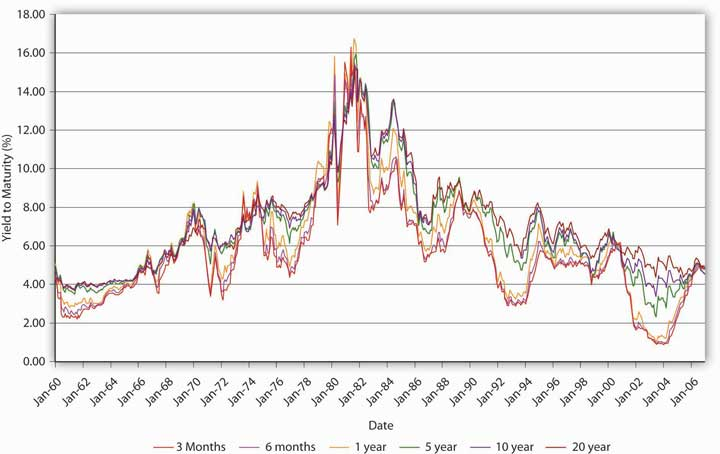 18.00
16.00
14.00
12.00
10.00
8.00
6.00
4.00
2.00
0.00
Yield to Maturity (%)
Jan-60
Jan-62
Jan-64
Jan-66
Jan-68
Jan-70
Jan-72
Jan-74
Jan-76
Jan-78
Jan-80
Jan-82
Jan-84
Jan-86
Jan-88
Jan-90
Jan-92
Jan-94
Jan-96
Jan-98
Jan-00
Jan-02
Jan-04
Jan-06
Date
3 Months 6 months 1 year 5 year 10 year 20 year